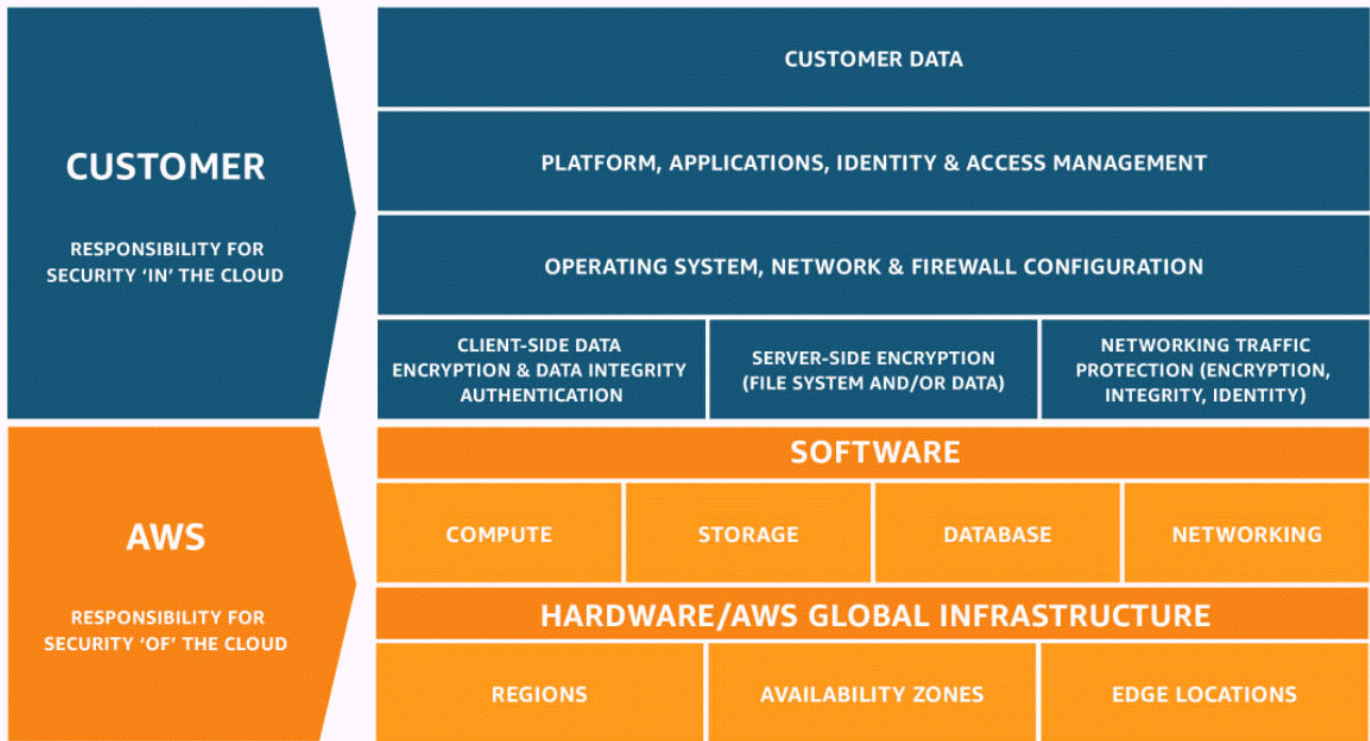 CUSTOMER
RESPONSIBILITY FOR
SECURITY ‘IN’ THE CLOUD
CUSTOMER DATA
PLATFORM, APPLICATIONS, IDENTITY & ACCESS MANAGEMENT
OPERATING SYSTEM, NETWORK & FIREWALL CONFIGURATION
CLIENT-SIDE DATA
ENCRYPTION & DATA INTEGRITY
AUTHENTICATION
SERVER-SIDE ENCRYPTION
(FILE SYSTEM AND/OR DATA)
NETWORKING TRAFFIC
PROTECTION (ENCRYPTION,
INTEGRITY, IDENTITY)
AWS
RESPONSIBILITY FOR
SECURITY ‘OF’ THE CLOUD
SOFTWARE
COMPUTE
STORAGE
DATABASE
NETWORKING
HARDWARE/AWS GLOBAL INFRASTRUCTURE
REGIONS
AVAILABILITY ZONES
EDGE LOCATIONS